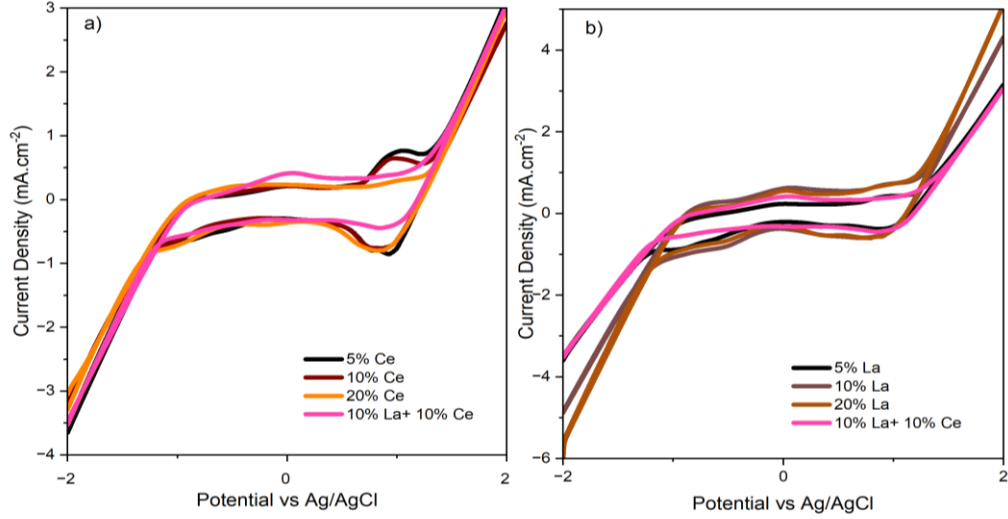 a)
3
2
1
0
−1
−2
−3
−4
Current Density (mA.cm⁻²)
5% Ce
10% Ce
20% Ce
10% La+ 10% Ce
−2
0
2
Potential vs Ag/AgCl
b)
4
2
0
−2
−4
−6
Current Density (mA.cm⁻²)
5% La
10% La
20% La
10% La+ 10% Ce
−2
0
2
Potential vs Ag/AgCl